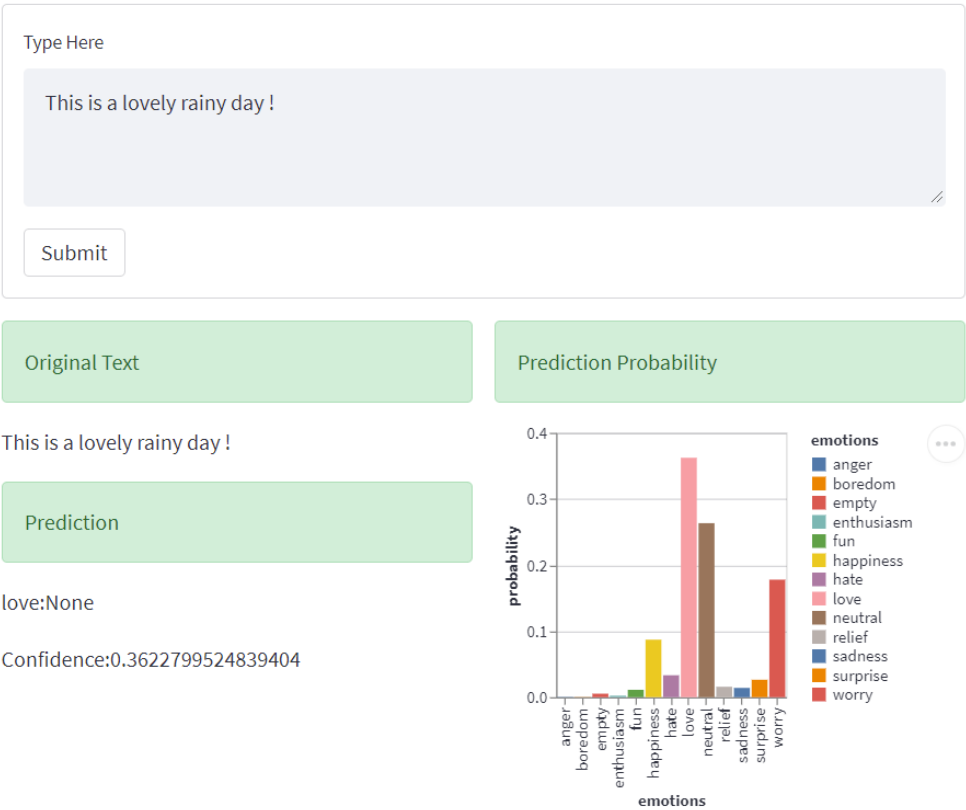 Type Here
This is a lovely rainy day !
Submit
Original Text
Prediction Probability
This is a lovely rainy day !
Prediction
love:None
Confidence:0.3622799524839404
0.4
0.3
0.2
0.1
0.0
probability
anger
boredom
empty
enthusiasm
fun
happiness
hate
love
neutral
relief
sadness
surprise
worry
emotions
emotions
anger
boredom
empty
enthusiasm
fun
happiness
hate
love
neutral
relief
sadness
surprise
worry